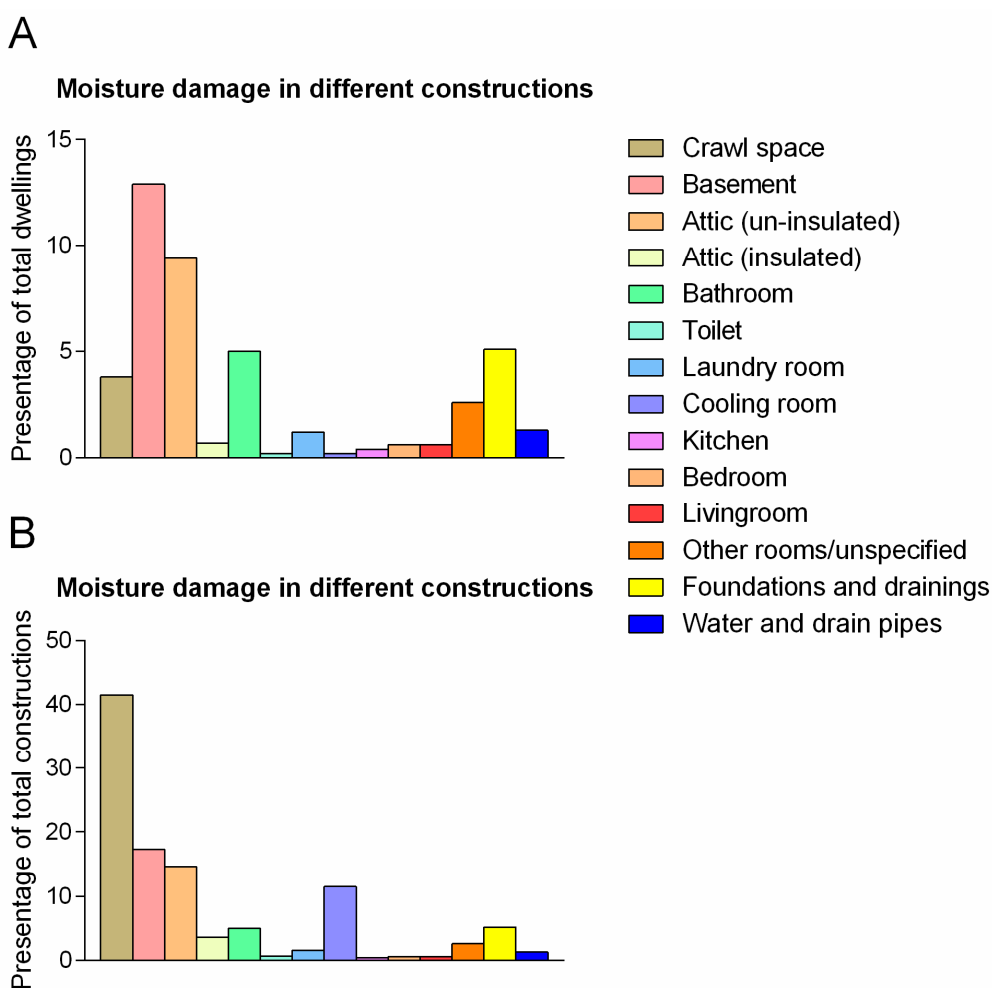 A
Moisture damage in different constructions
Presentage of total dwellings
15
10
5
0
Crawl space
Basement
Attic (un-insulated)
Attic (insulated)
Bathroom
Toilet
Laundry room
Cooling room
Kitchen
Bedroom
Livingroom
Other rooms/unspecified
Foundations and drainings
Water and drain pipes
B
Moisture damage in different constructions
Presentage of total constructions
50
40
30
20
10
0